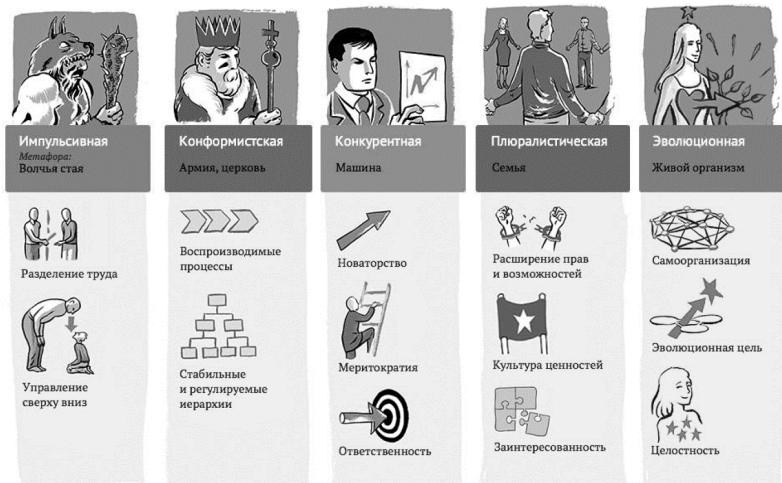 Импульсивная
Метафора:
Волчья стая
Разделение труда
Управление
сверху вниз
Конформистская
Армия, церковь
Воспроизводимые
процессы
Стабильные
и регулируемые
иерархии
Конкурентная
Машина
Новаторство
Меритократия
Ответственность
Плюралистическая
Семья
Расширение прав
и возможностей
Культура ценностей
Заинтересованность
Эволюционная
Живой организм
Самоорганизация
Эволюционная цель
Целостность